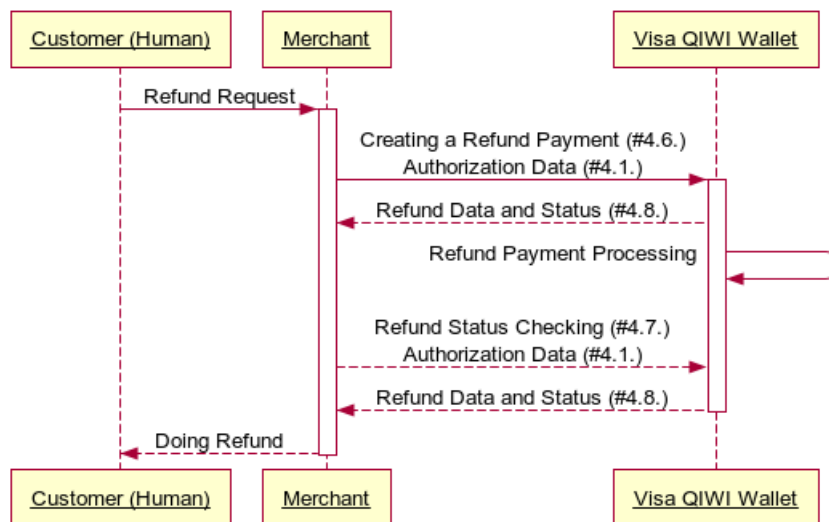 Customer (Human)
Merchant
Visa QIWI Wallet
Refund Request
Creating a Refund Payment (#4.6.)
Authorization Data (#4.1.)
Refund Data and Status (#4.8.)
Refund Payment Processing
Refund Status Checking (#4.7.)
Authorization Data (#4.1.)
Refund Data and Status (#4.8.)
Doing Refund
Customer (Human)
Merchant
Visa QIWI Wallet